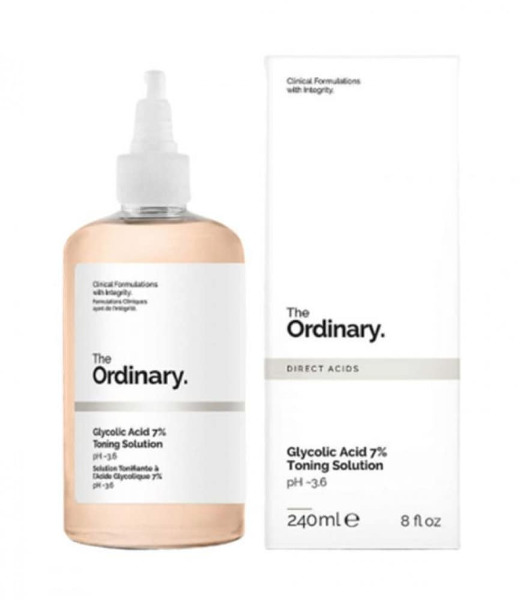 Clinical Formulations
with Integrity.
Formulations Cliniques
ayant de l'intégrité.
The
Ordinary.
Glycolic Acid 7%
Toning Solution
pH ~3.6
Solution Tonifiante à
l'Acide Glycolique 7%
pH ~3.6
Clinical Formulations
with Integrity.
The
Ordinary.
DIRECT ACIDS
Glycolic Acid 7%
Toning Solution
pH ~3.6
240ml e
8 fl oz